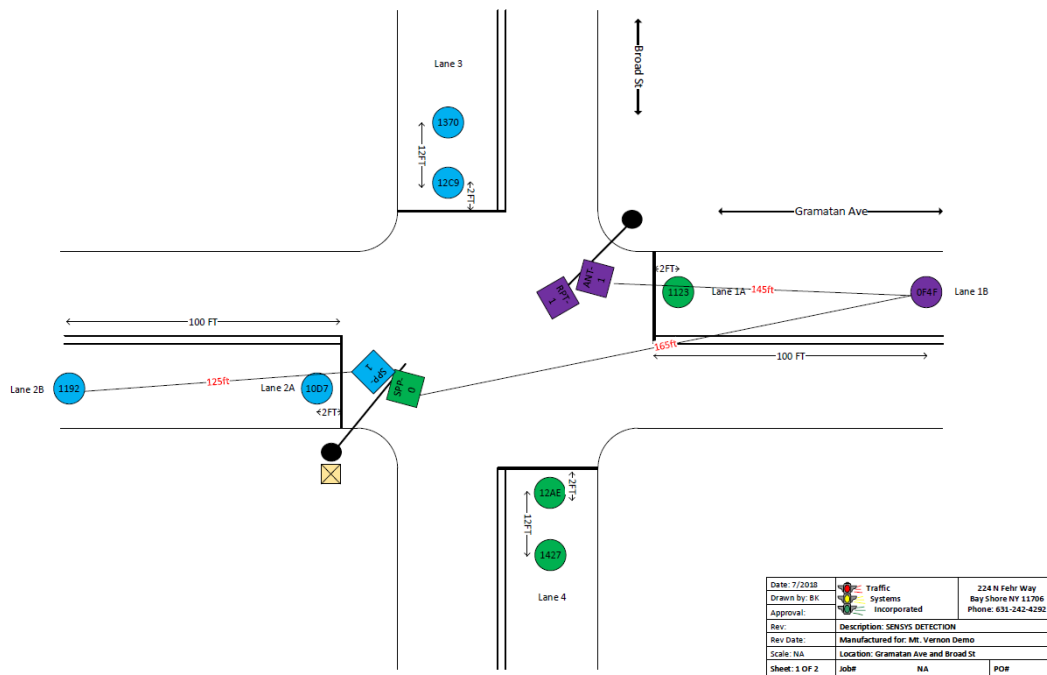 Lane 3
Broad St
1370
12FT
12C9
2FT
Gramatan Ave
ANT-
1
RPT-
1
2FT
1123
Lane 1A
145ft
0F4F
Lane 1B
100 FT
165ft
100 FT
SPP-
1
SPP-
0
Lane 2B
1192
125ft
Lane 2A
10D7
2FT
12AE
2FT
12FT
1427
Lane 4
Date: 7/2018
Drawn by: BK
Approval:
Traffic
Systems
Incorporated
224 N Fehr Way
Bay Shore NY 11706
Phone: 631-242-4292
Rev:
Description: SENSYS DETECTION
Rev Date:
Manufactured for: Mt. Vernon Demo
Scale: NA
Location: Gramatan Ave and Broad St
Sheet: 1 OF 2
Job#
NA
PO#